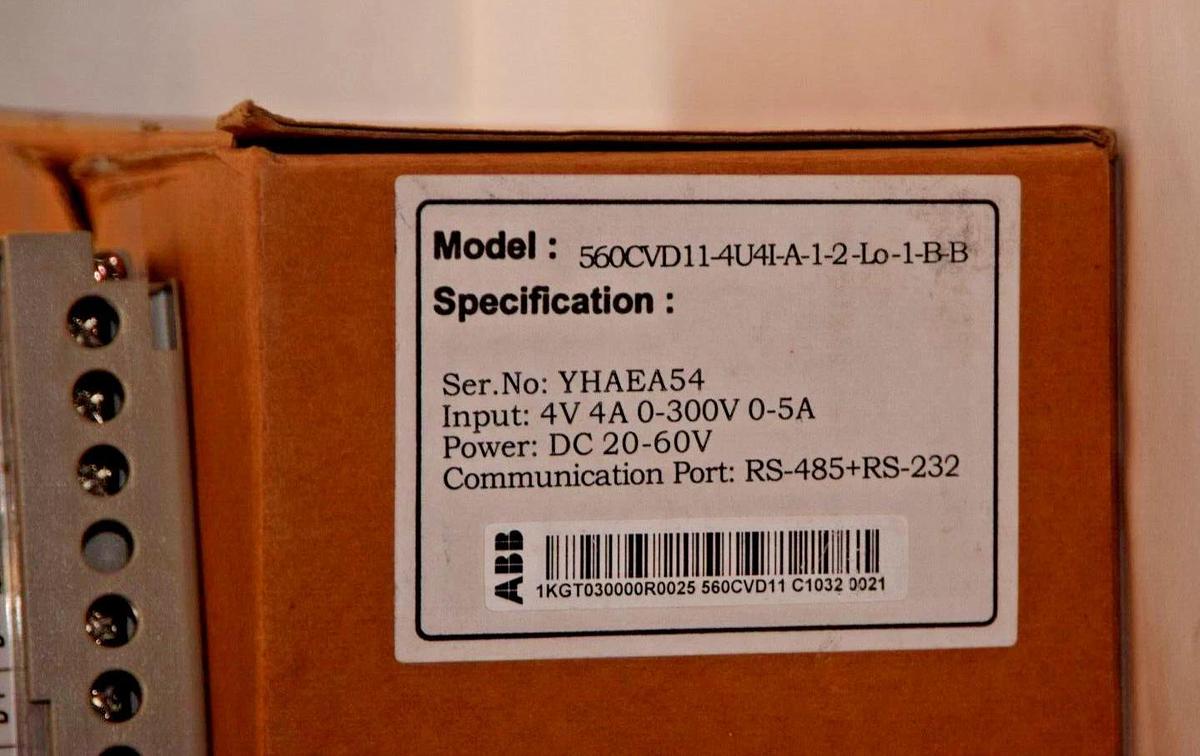 Model : 560CVD11-4U4I-A-1-2-Lo-1-B-B
Specification :
Ser.No: YHAEA54
Input: 4V 4A 0-300V 0-5A
Power: DC 20-60V
Communication Port: RS-485+RS-232
ABB
1KGT030000R0025 560CVD11 C1032 0021